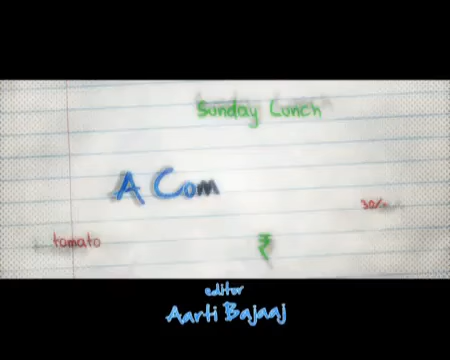 Sunday Lunch
A Com
30/-
tomato
₹
editor
Aarti Bajaaj